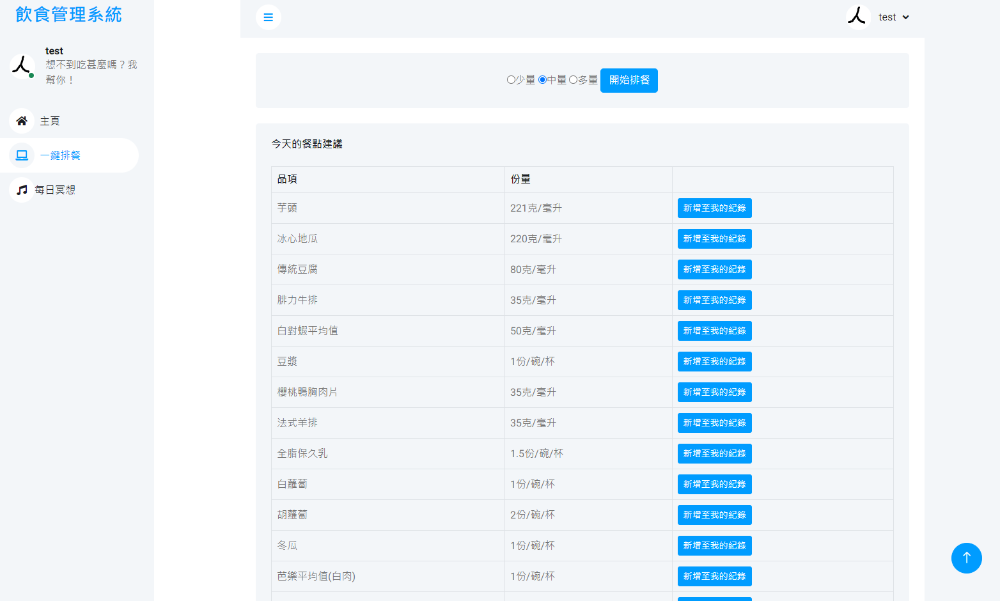 飲食管理系統
test
想不到吃甚麼嗎？我
幫你！
主頁
一鍵排餐
每日冥想
test
少量 中量 多量 開始排餐
今天的餐點建議
品項 份量
芋頭 221克/毫升 新增至我的紀錄
冰心地瓜 220克/毫升 新增至我的紀錄
傳統豆腐 80克/毫升 新增至我的紀錄
腓力牛排 35克/毫升 新增至我的紀錄
白對蝦平均值 50克/毫升 新增至我的紀錄
豆漿 1份/碗/杯 新增至我的紀錄
櫻桃鴨胸肉片 35克/毫升 新增至我的紀錄
法式羊排 35克/毫升 新增至我的紀錄
全脂保久乳 1.5份/碗/杯 新增至我的紀錄
白蘿蔔 1份/碗/杯 新增至我的紀錄
胡蘿蔔 2份/碗/杯 新增至我的紀錄
冬瓜 1份/碗/杯 新增至我的紀錄
芭樂平均值(白肉) 1份/碗/杯 新增至我的紀錄